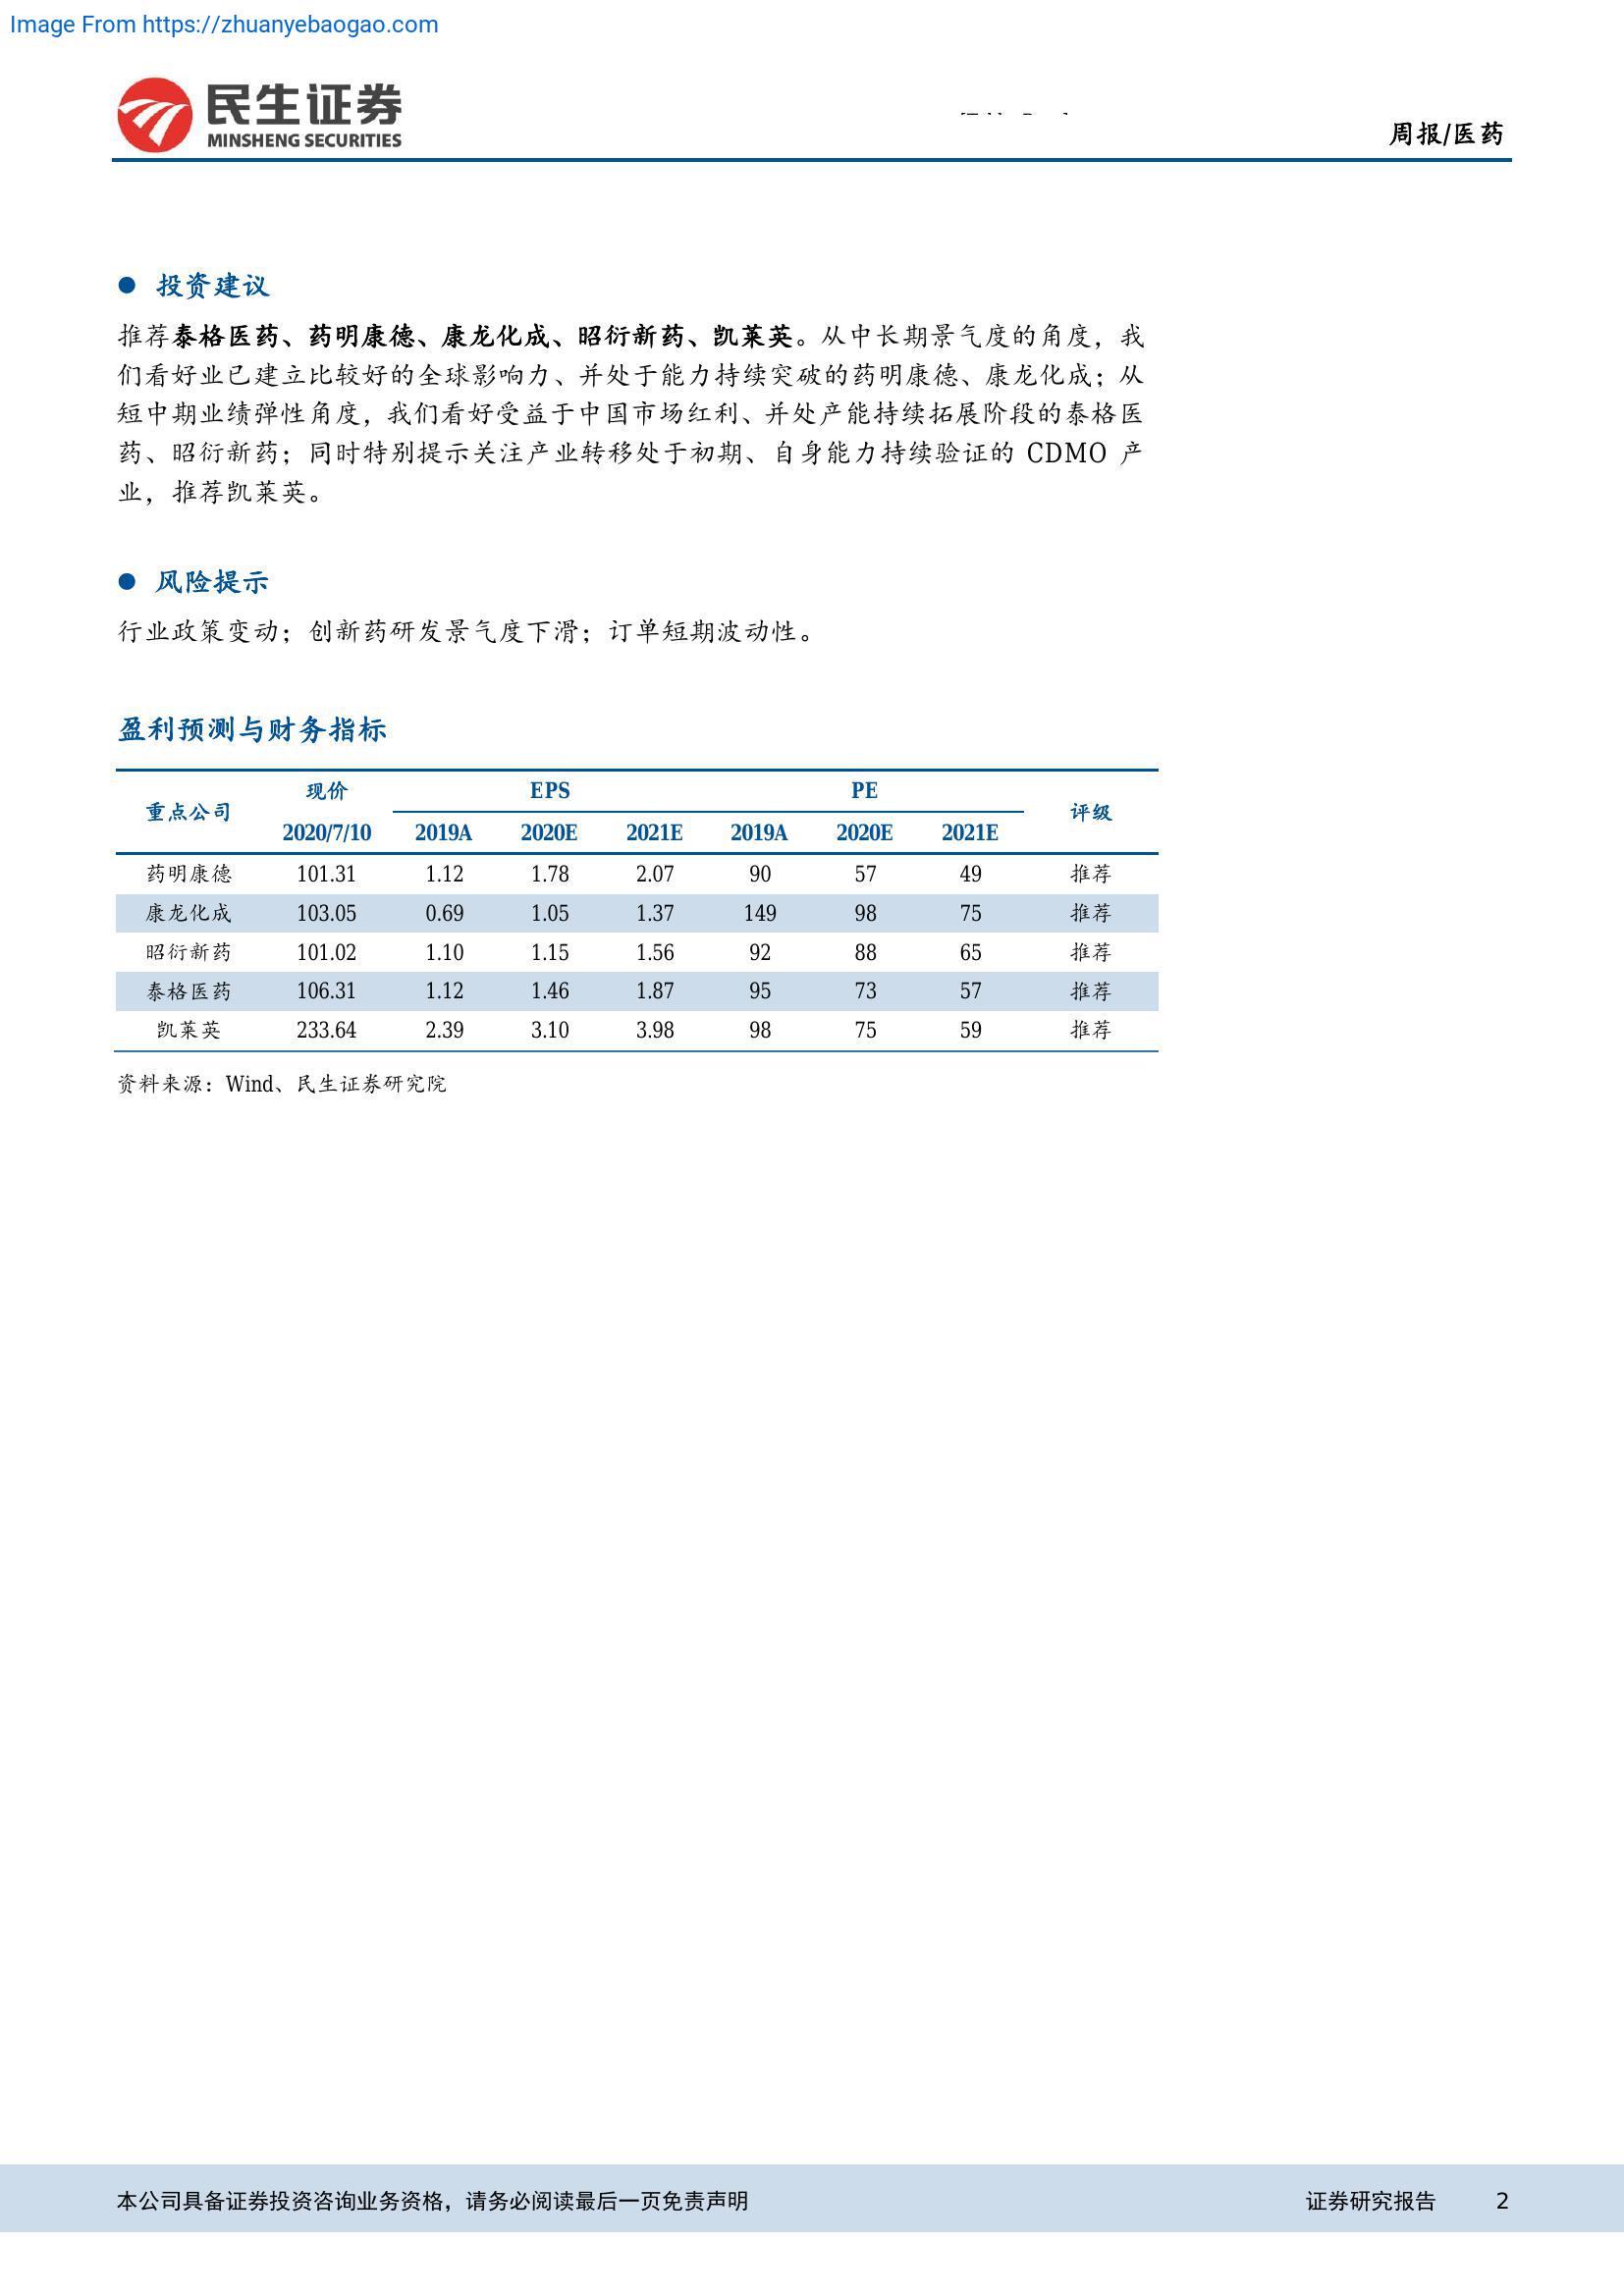 Image From https://zhuanyebaogao.com
民生证券
MINSHENG SECURITIES
周报/医药
● 投资建议
推荐泰格医药、药明康德、康龙化成、昭衍新药、凯莱英。从中长期景气度的角度，我
们看好业已建立比较好的全球影响力、并处于能力持续突破的药明康德、康龙化成；从
短中期业绩弹性角度，我们看好受益于中国市场红利、并处产能持续拓展阶段的泰格医
药、昭衍新药；同时特别提示关注产业转移处于初期、自身能力持续验证的 CDMO 产
业，推荐凯莱英。
● 风险提示
行业政策变动；创新药研发景气度下滑；订单短期波动性。
盈利预测与财务指标
重点公司 现价 EPS PE 评级
2020/7/10 2019A 2020E 2021E 2019A 2020E 2021E
药明康德 101.31 1.12 1.78 2.07 90 57 49 推荐
康龙化成 103.05 0.69 1.05 1.37 149 98 75 推荐
昭衍新药 101.02 1.10 1.15 1.56 92 88 65 推荐
泰格医药 106.31 1.12 1.46 1.87 95 73 57 推荐
凯莱英 233.64 2.39 3.10 3.98 98 75 59 推荐
资料来源：Wind、民生证券研究院
本公司具备证券投资咨询业务资格，请务必阅读最后一页免责声明 证券研究报告 2